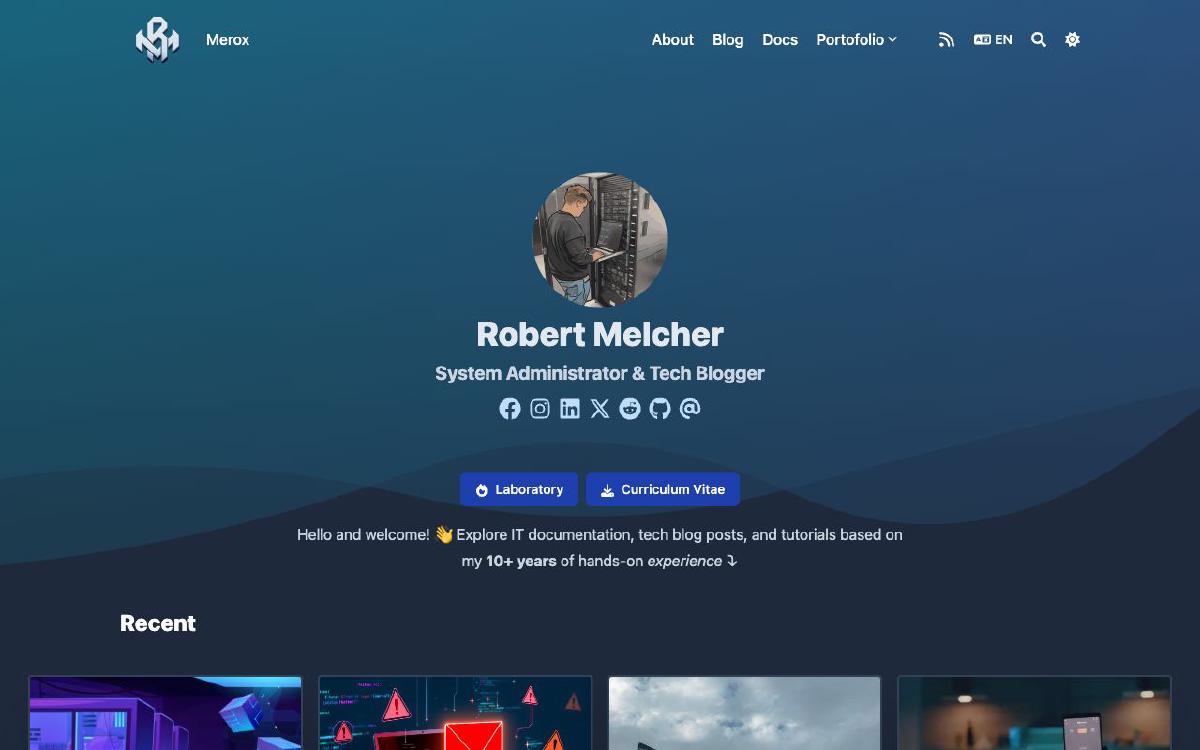 Merox
About Blog Docs Portofolio EN
Robert Melcher
System Administrator & Tech Blogger
Laboratory Curriculum Vitae
Hello and welcome! 👋 Explore IT documentation, tech blog posts, and tutorials based on
my 10+ years of hands-on experience ⤵
Recent